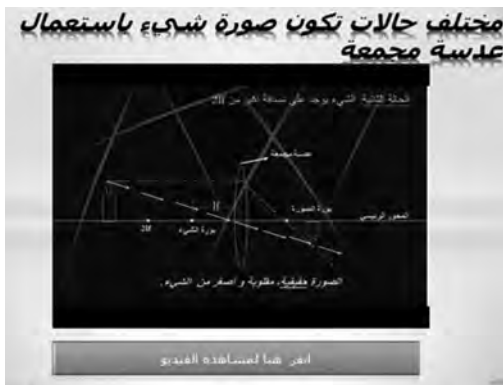 مختلف حالات تكون صورة شيء باستعمال
عدسة مجمعة
الحالة الثانية: الشيء يوجد على مسافة أكبر من 2f
عدسة مجمعة
بؤرة الصورة
المحور الرئيسي
2f
بؤرة الشيء
الصورة حقيقية، مقلوبة و أصغر من الشيء.
انقر هنا لمشاهدة الفيديو